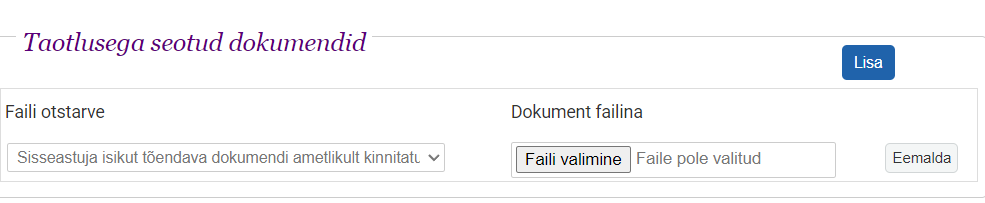 Taotlusega seotud dokumendid
Lisa
Faili otstarve
Dokument failina
Sisseastuja isikut tõendava dokumendi ametlikult kinnitatu
Faili valimine
Faile pole valitud
Eemalda